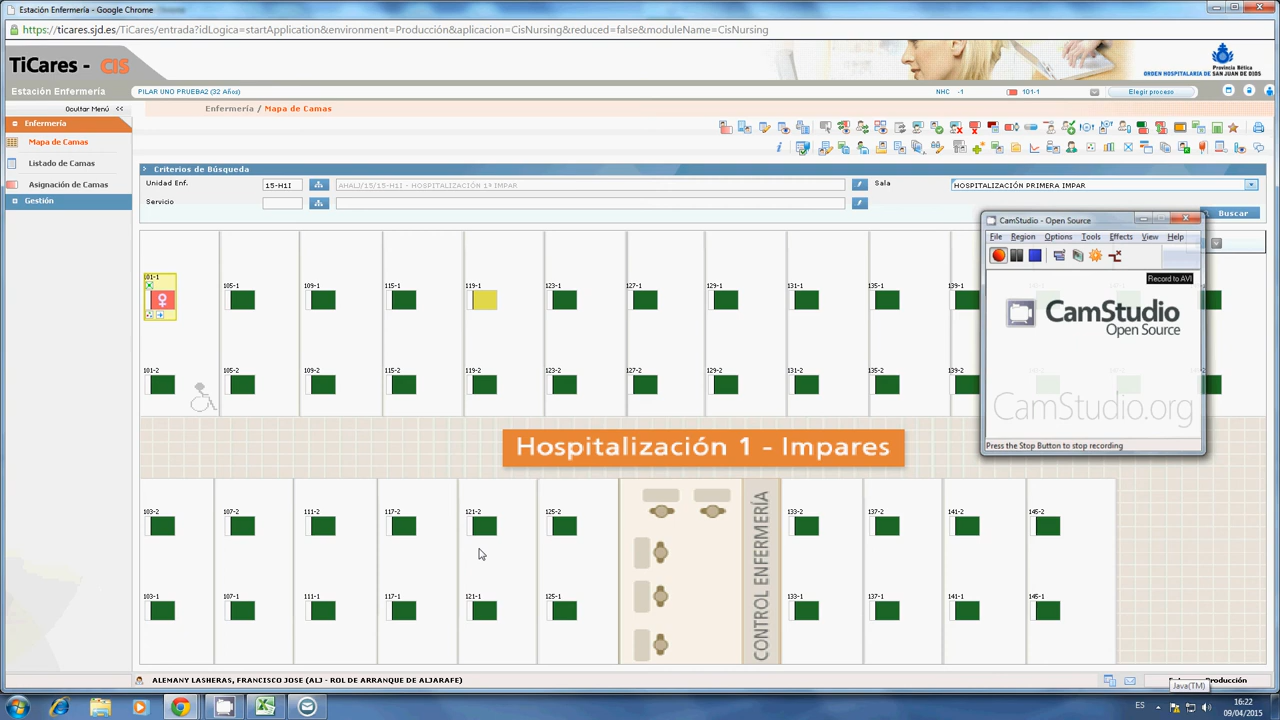 Estación Enfermería - Google Chrome
https://ticares.sjd.es/TiCares/entrada?idLogica=startApplication&environment=Producción&aplicacion=CisNursing&reduced=false&moduleName=CisNursing
TiCares - CIS
Provincia Bética
ORDEN HOSPITALARIA DE SAN JUAN DE DIOS
Estación Enfermería
PILAR UNO PRUEBA2 (32 Años)
NHC -1
101-1
Elegir proceso
Ocultar Menú <<
Enfermería / Mapa de Camas
Enfermería
Mapa de Camas
Listado de Camas
Asignación de Camas
Gestión
Criterios de Búsqueda
Unidad Enf.
15-H1I
AHALJ/15/15-H1I - HOSPITALIZACIÓN 1ª IMPAR
Sala
HOSPITALIZACIÓN PRIMERA IMPAR
Servicio
Buscar
CamStudio - Open Source
File Region Options Tools Effects View Help
Record to AVI
CamStudio
Open Source
CamStudio.org
Press the Stop Button to stop recording
101-1
105-1
109-1
115-1
123-1
127-1
129-1
131-1
135-1
139-1
101-2
105-2
109-2
115-2
119-2
123-2
127-2
129-2
131-2
135-2
139-2
Hospitalización 1 - Impares
103-2
107-2
111-2
117-2
121-2
125-2
CONTROL ENFERMERÍA
133-2
137-2
141-2
145-2
103-1
107-1
111-1
117-1
121-1
125-1
133-1
137-1
141-1
145-1
ALEMANY LASHERAS, FRANCISCO JOSE (ALJ - ROL DE ARRANQUE DE ALJARAFE)
Producción
Java(TM)
ES
16:22
09/04/2015